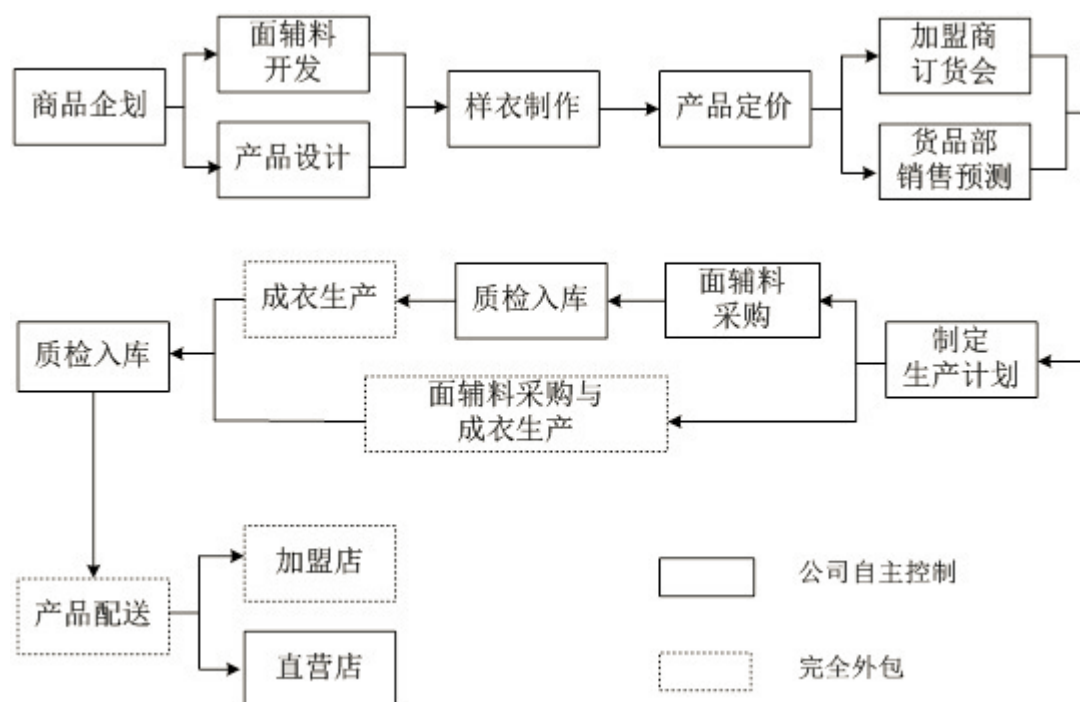 商品企划
面辅料
开发
产品设计
样衣制作
产品定价
加盟商
订货会
货品部
销售预测
制定
生产计划
面辅料
采购
质检入库
成衣生产
面辅料采购与
成衣生产
质检入库
产品配送
加盟店
直营店
公司自主控制
完全外包